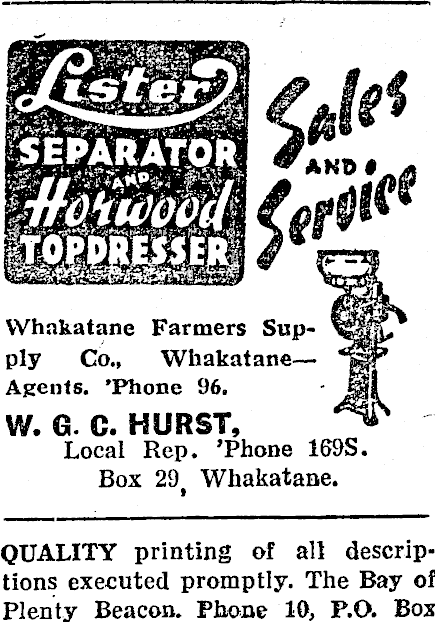 Lister
SEPARATOR
AND
Horwood
TOPDRESSER
Sales
AND
Service
Whakatane Farmers Sup-
ply Co., Whakatane—
Agents. 'Phone 96.
W. G. C. HURST,
Local Rep. 'Phone 169S.
Box 29, Whakatane.
QUALITY printing of all descrip-
tions executed promptly. The Bay of
Plenty Beacon. Phone 10, P.O. Box